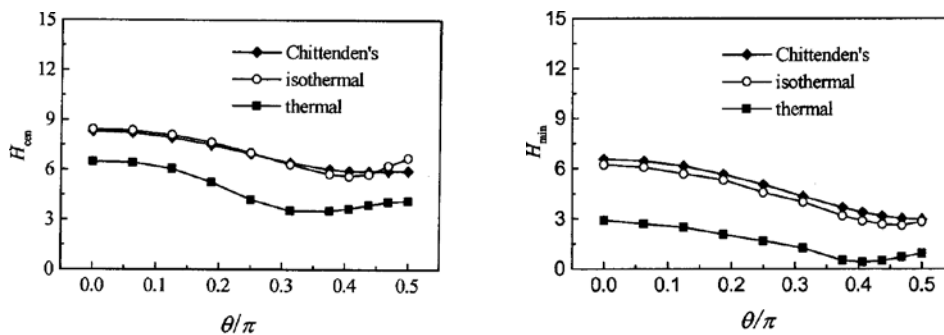 15
12
9
6
3
0
H_cen
Chittenden's
isothermal
thermal
0.0 0.1 0.2 0.3 0.4 0.5
θ/π
15
12
9
6
3
0
H_min
Chittenden's
isothermal
thermal
0.0 0.1 0.2 0.3 0.4 0.5
θ/π